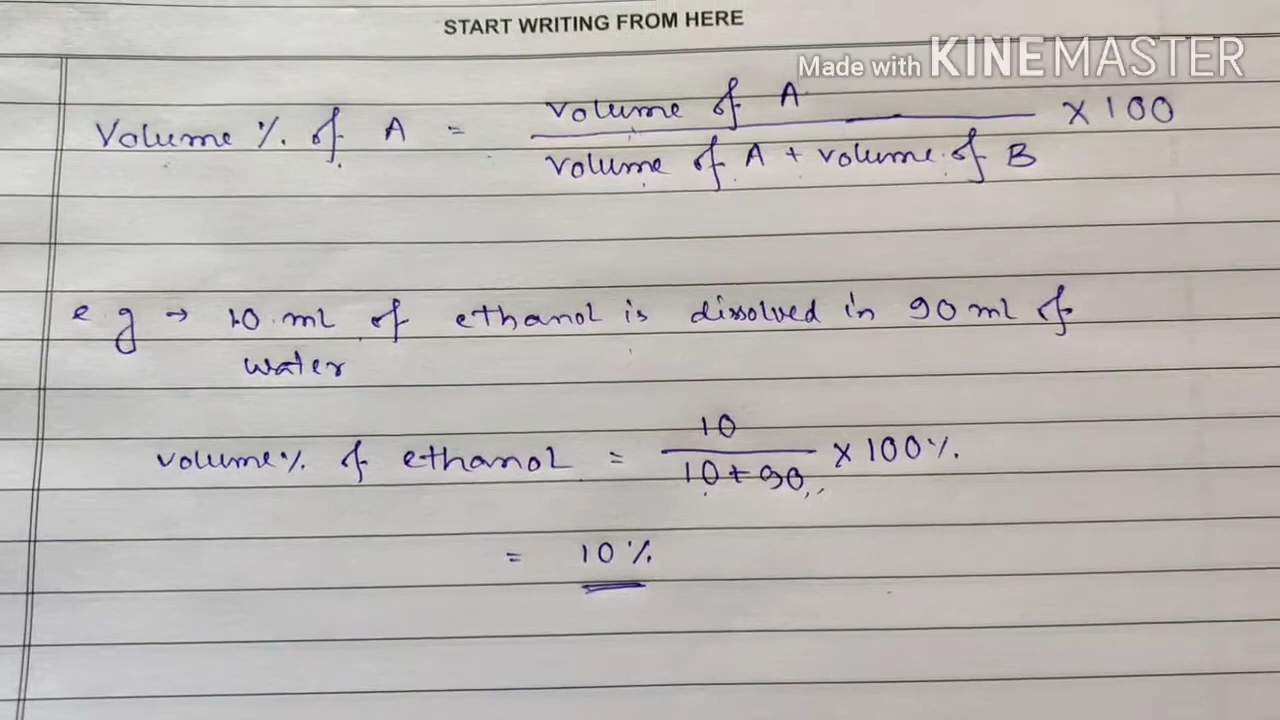 START WRITING FROM HERE
Made with KINEMASTER
Volume % of A = volume of A / volume of A + volume of B × 100
eg → 10 ml of ethanol is dissolved in 90 ml of
water
volume % of ethanol = 10 / 10 + 90 × 100%.
= 10%